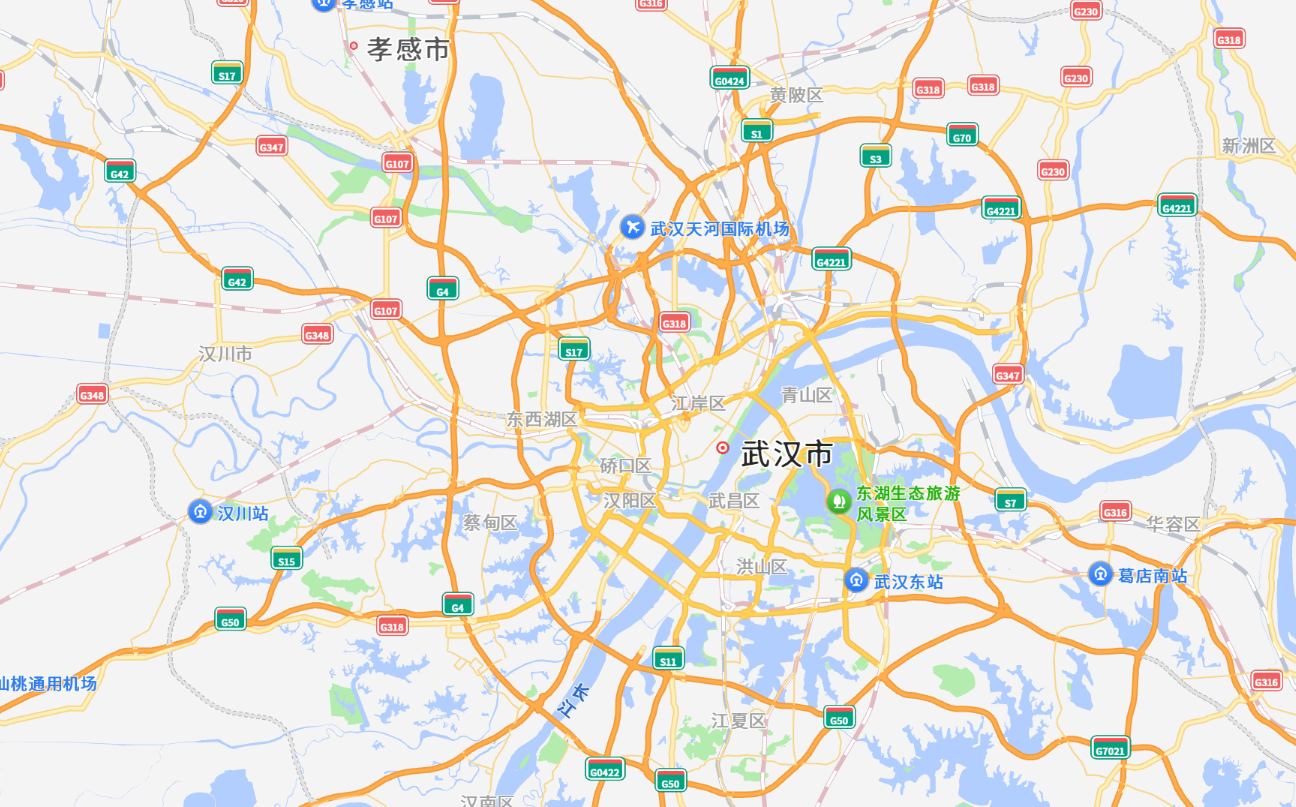 G318
孝感站
G316
G230
孝感市
G318
S17
G0424
G230
G318
G318
黄陂区
S1
G70
G347
新洲区
G107
S3
G42
G230
G107
G4221
G4221
武汉天河国际机场
G4221
G42
G4
G107
G318
G348
S17
汉川市
G347
G348
青山区
江岸区
东西湖区
武汉市
硚口区
东湖生态旅游
风景区
汉阳区
武昌区
S7
汉川站
G316
蔡甸区
华容区
S15
洪山区
葛店南站
武汉东站
G4
G50
G318
S11
仙桃通用机场
G316
长江
江夏区
G50
G7021
G0422
G50
汉南区